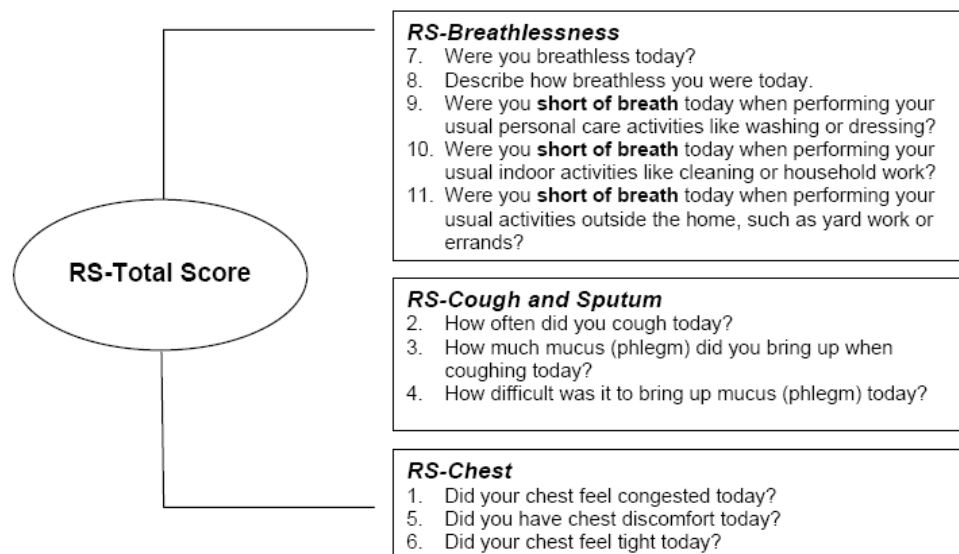 RS-Breathlessness
7. Were you breathless today?
8. Describe how breathless you were today.
9. Were you short of breath today when performing your
usual personal care activities like washing or dressing?
10. Were you short of breath today when performing your
usual indoor activities like cleaning or household work?
11. Were you short of breath today when performing your
usual activities outside the home, such as yard work or
errands?
RS-Total Score
RS-Cough and Sputum
2. How often did you cough today?
3. How much mucus (phlegm) did you bring up when
coughing today?
4. How difficult was it to bring up mucus (phlegm) today?
RS-Chest
1. Did your chest feel congested today?
5. Did you have chest discomfort today?
6. Did your chest feel tight today?